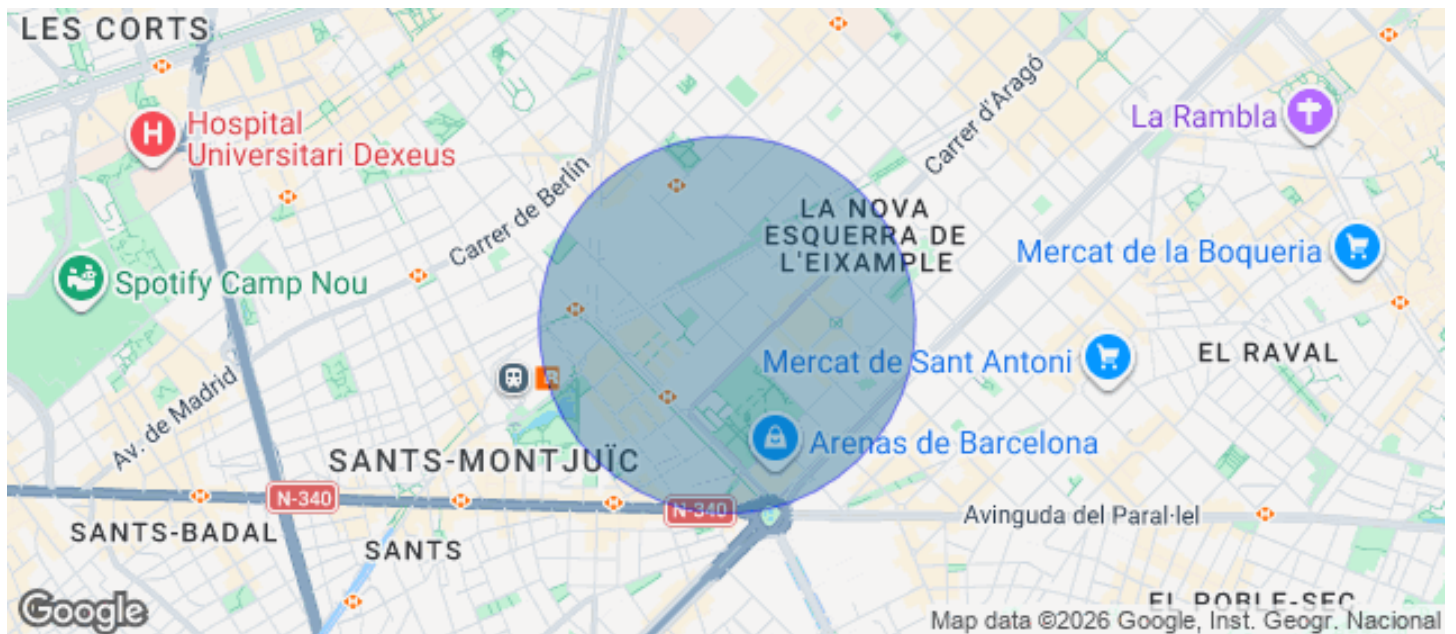 LES CORTS
Hospital
Universitari Dexeus
Carrer de Berlín
Carrer d'Aragó
La Rambla
LA NOVA
ESQUERRA DE
L'EIXAMPLE
Mercat de la Boqueria
Spotify Camp Nou
Mercat de Sant Antoni
EL RAVAL
Av. de Madrid
Arenas de Barcelona
SANTS-MONTJUÏC
N-340
N-340
Avinguda del Paral·lel
SANTS-BADAL
SANTS
EL POBLE-SEC
Google
Map data ©2026 Google, Inst. Geogr. Nacional